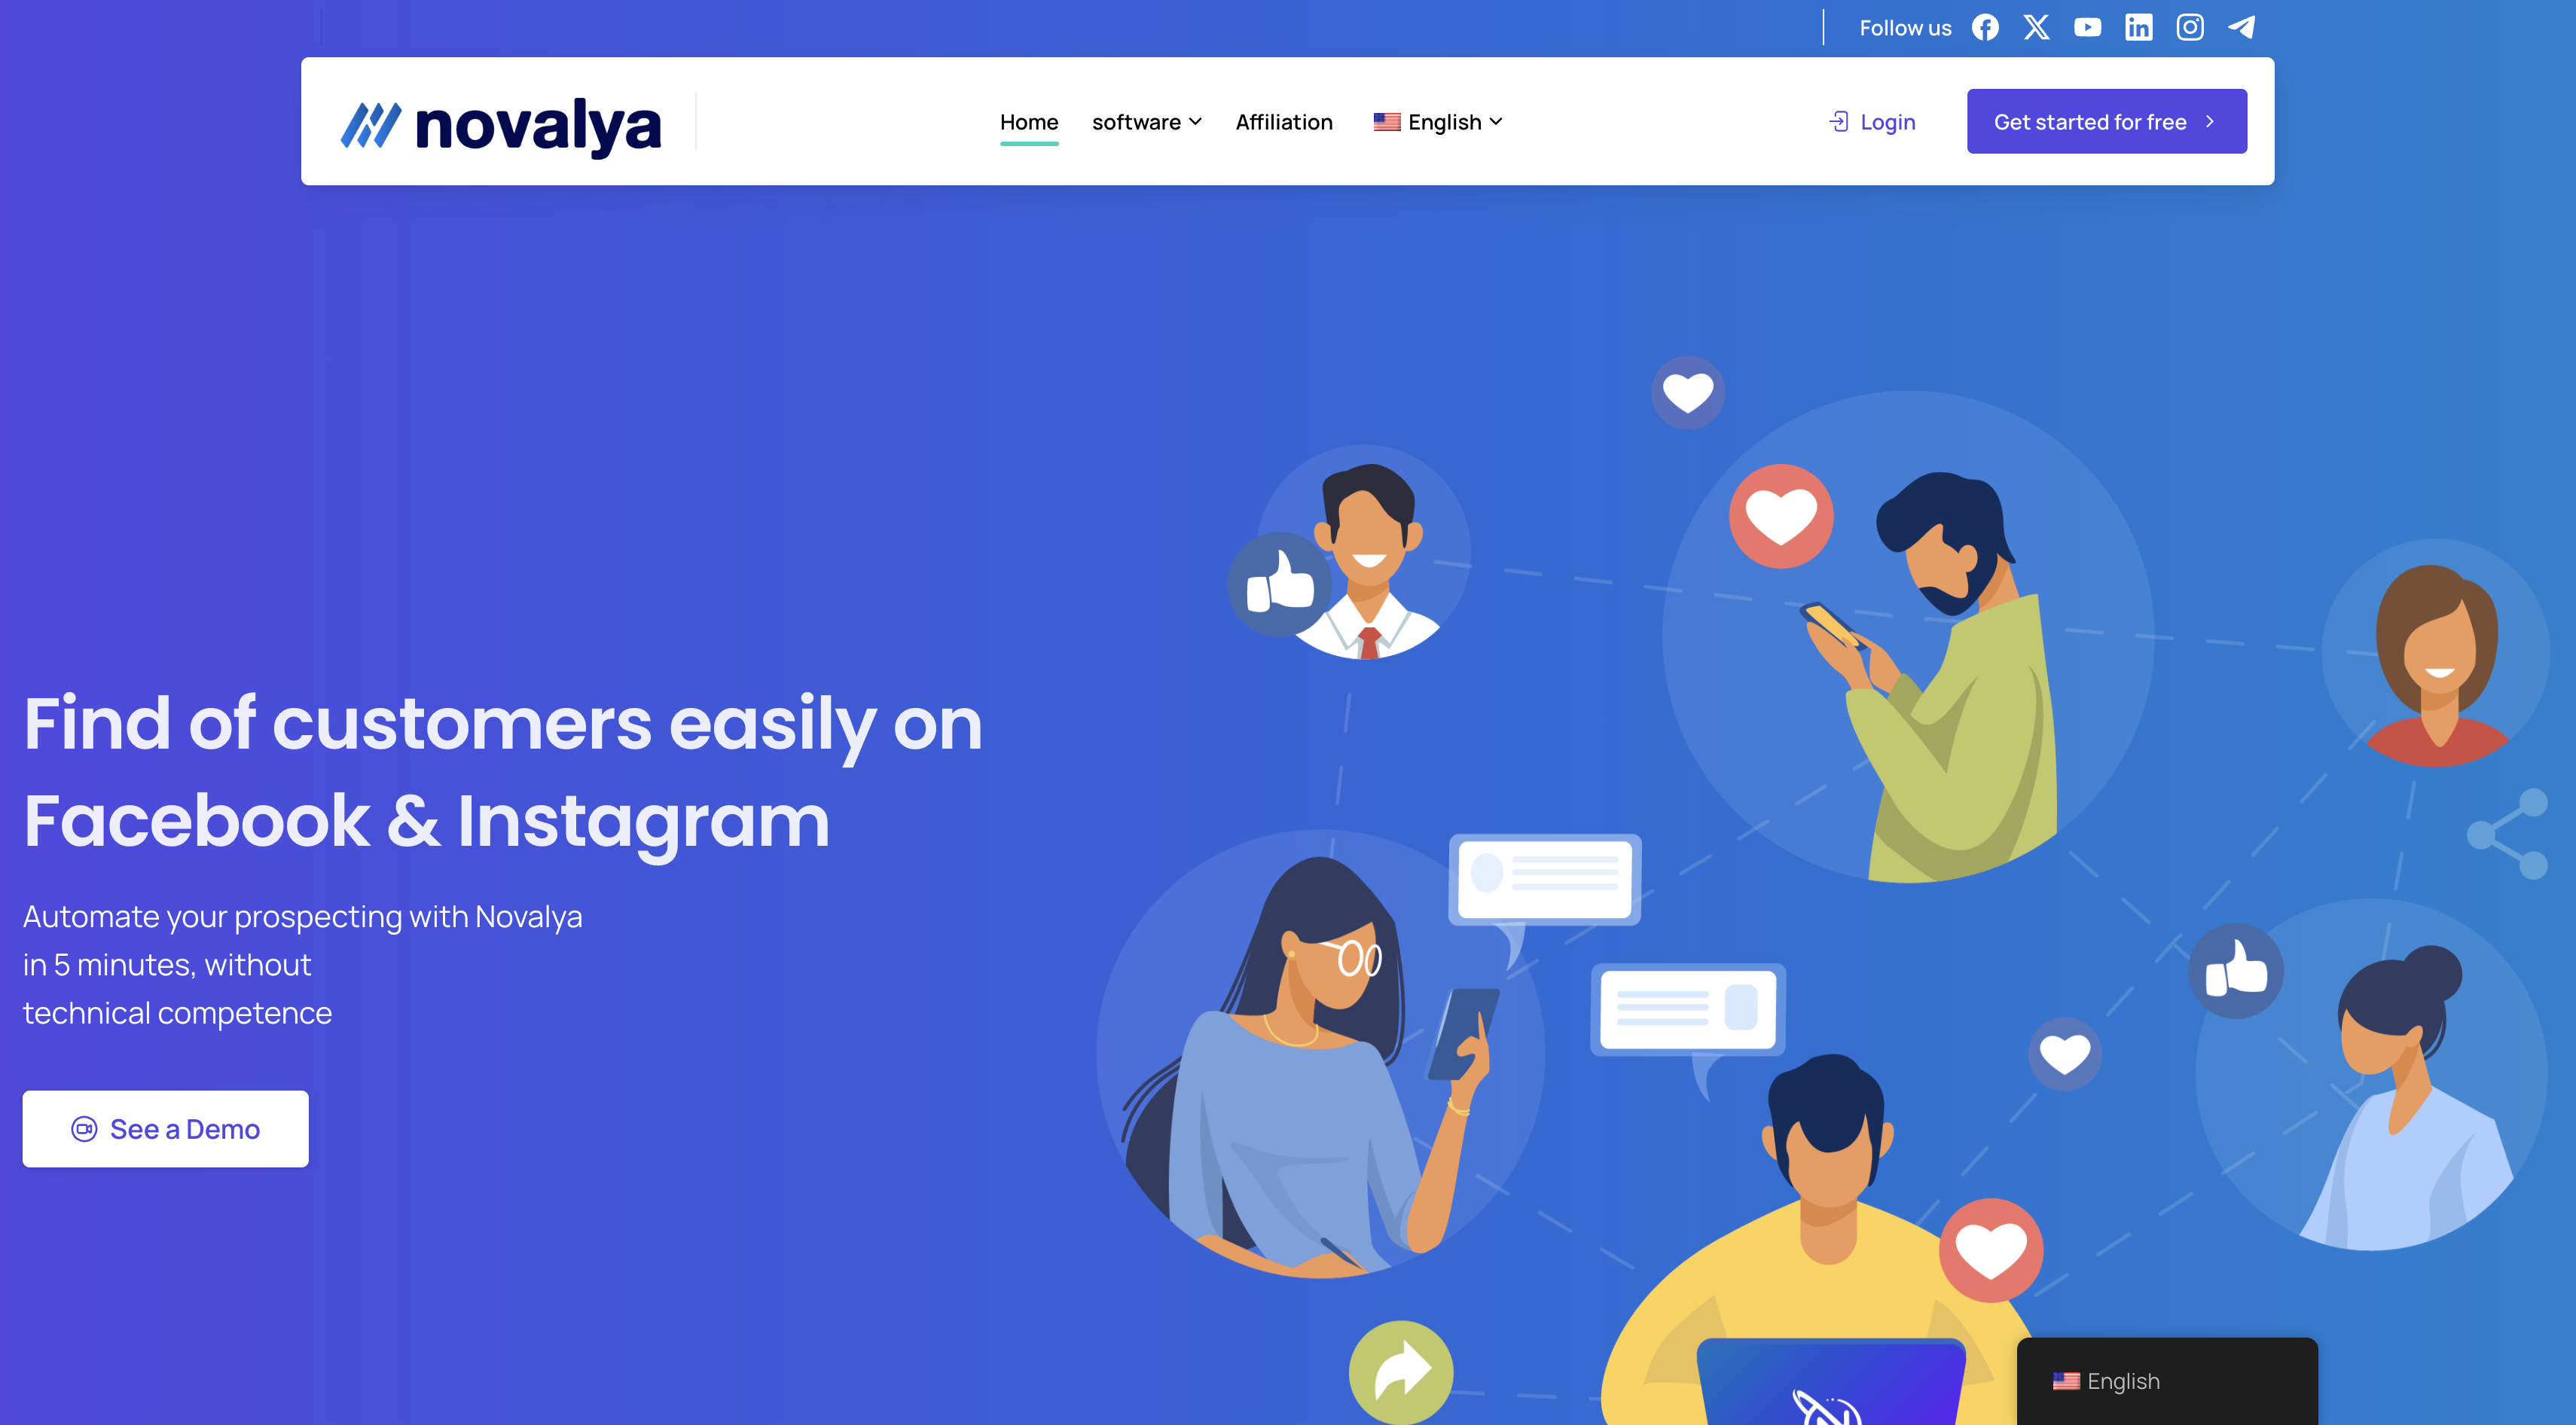 Follow us
novalya
Home software Affiliation English Login Get started for free
Find of customers easily on
Facebook & Instagram
Automate your prospecting with Novalya
in 5 minutes, without
technical competence
See a Demo
English